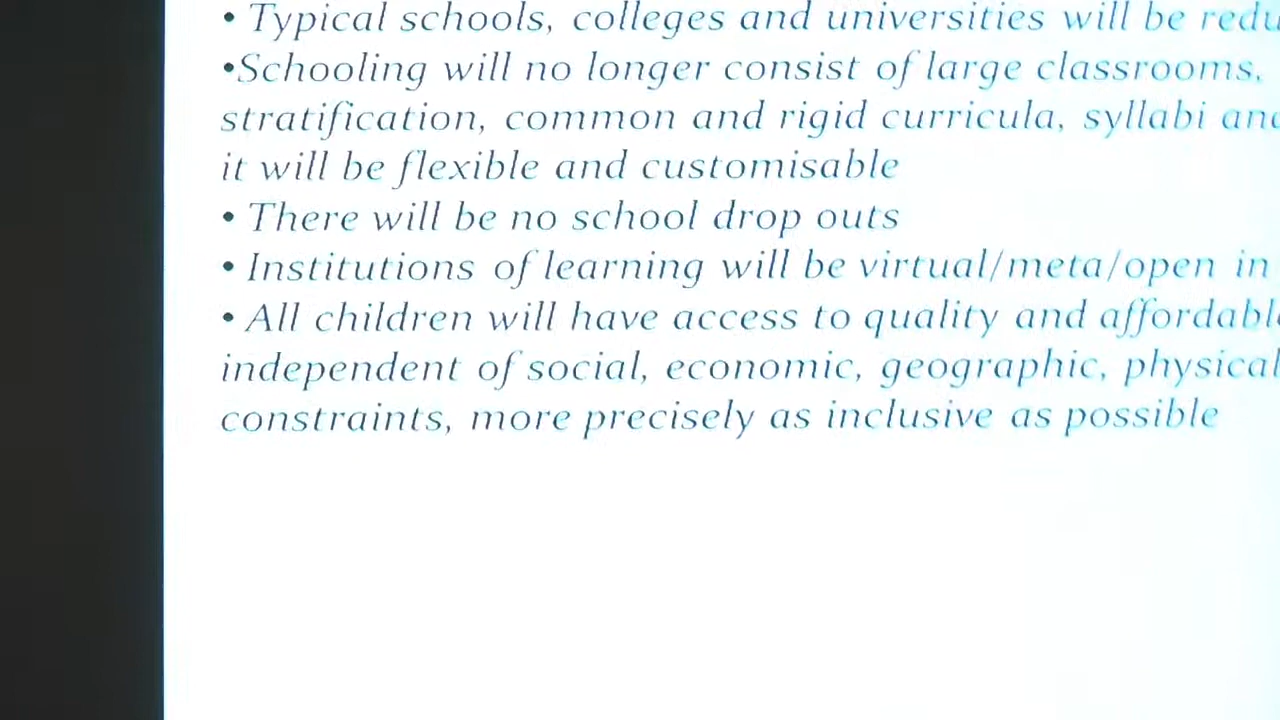 • Typical schools, colleges and universities will be
•Schooling will no longer consist of large classrooms,
stratification, common and rigid curricula, syllabi
it will be flexible and customisable
• There will be no school drop outs
• Institutions of learning will be virtual/meta/open in
• All children will have access to quality and
independent of social, economic, geographic, physical
constraints, more precisely as inclusive as possible